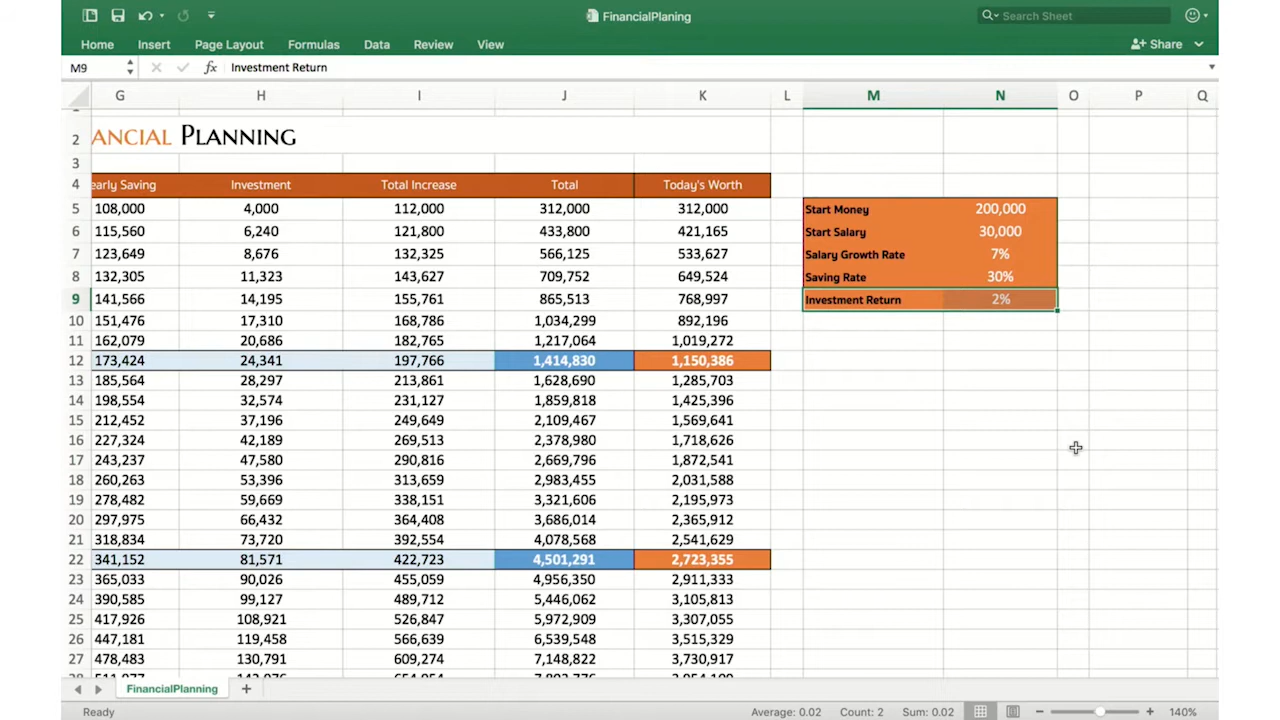 FinancialPlaning
Search Sheet
Home Insert Page Layout Formulas Data Review View
Share
M9 fx Investment Return
G H I J K L M N O P Q
2 ANCIAL PLANNING
3
4 early Saving Investment Total Increase Total Today's Worth
5 108,000 4,000 112,000 312,000 312,000 Start Money 200,000
6 115,560 6,240 121,800 433,800 421,165 Start Salary 30,000
7 123,649 8,676 132,325 566,125 533,627 Salary Growth Rate 7%
8 132,305 11,323 143,627 709,752 649,524 Saving Rate 30%
9 141,566 14,195 155,761 865,513 768,997 Investment Return 2%
10 151,476 17,310 168,786 1,034,299 892,196
11 162,079 20,686 182,765 1,217,064 1,019,272
12 173,424 24,341 197,766 1,414,830 1,150,386
13 185,564 28,297 213,861 1,628,690 1,285,703
14 198,554 32,574 231,127 1,859,818 1,425,396
15 212,452 37,196 249,649 2,109,467 1,569,641
16 227,324 42,189 269,513 2,378,980 1,718,626
17 243,237 47,580 290,816 2,669,796 1,872,541
18 260,263 53,396 313,659 2,983,455 2,031,588
19 278,482 59,669 338,151 3,321,606 2,195,973
20 297,975 66,432 364,408 3,686,014 2,365,912
21 318,834 73,720 392,554 4,078,568 2,541,629
22 341,152 81,571 422,723 4,501,291 2,723,355
23 365,033 90,026 455,059 4,956,350 2,911,333
24 390,585 99,127 489,712 5,446,062 3,105,813
25 417,926 108,921 526,847 5,972,909 3,307,055
26 447,181 119,458 566,639 6,539,548 3,515,329
27 478,483 130,791 609,274 7,148,822 3,730,917
FinancialPlanning
Ready Average: 0.02 Count: 2 Sum: 0.02 140%